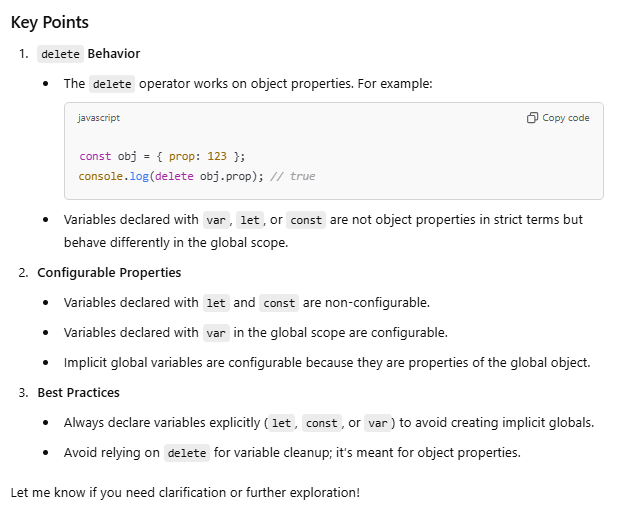 Key Points
1. delete Behavior
• The delete operator works on object properties. For example:
javascript
Copy code
const obj = { prop: 123 };
console.log(delete obj.prop); // true
• Variables declared with var, let, or const are not object properties in strict terms but
behave differently in the global scope.
2. Configurable Properties
• Variables declared with let and const are non-configurable.
• Variables declared with var in the global scope are configurable.
• Implicit global variables are configurable because they are properties of the global object.
3. Best Practices
• Always declare variables explicitly (let, const, or var) to avoid creating implicit globals.
• Avoid relying on delete for variable cleanup; it's meant for object properties.
Let me know if you need clarification or further exploration!